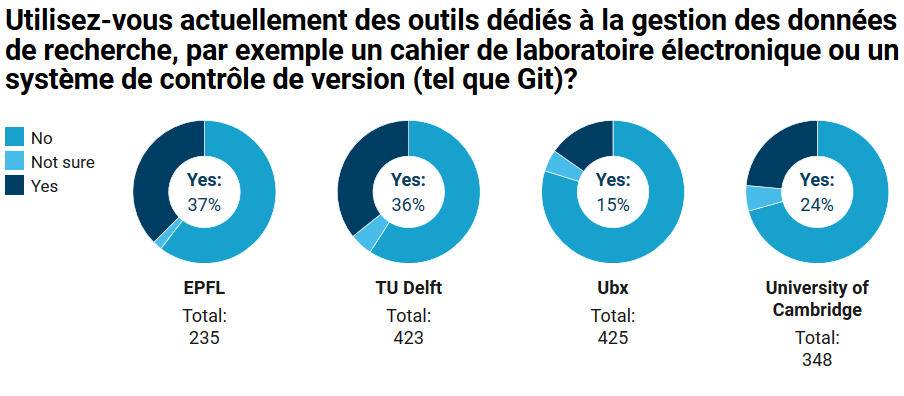 Utilisez-vous actuellement des outils dédiés à la gestion des données
de recherche, par exemple un cahier de laboratoire électronique ou un
système de contrôle de version (tel que Git)?
No
Not sure
Yes
Yes:
37%
EPFL
Total:
235
Yes:
36%
TU Delft
Total:
423
Yes:
15%
Ubx
Total:
425
Yes:
24%
University of
Cambridge
Total:
348